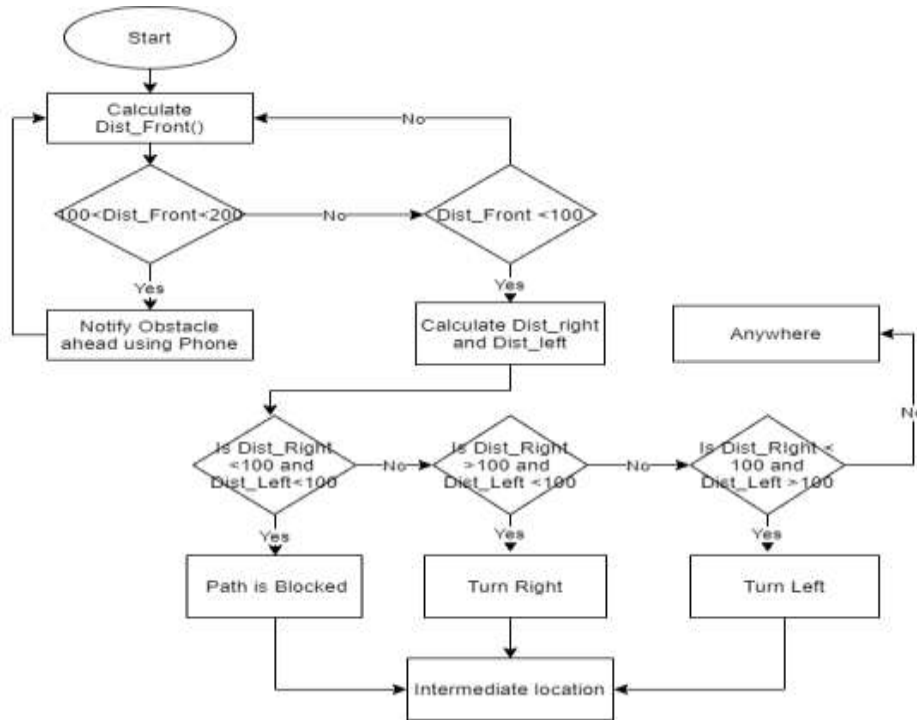 Start
Calculate
Dist_Front()
No
100<Dist_Front<200
No
Dist_Front <100
Yes
Yes
Notify Obstacle
ahead using Phone
Calculate Dist_right
and Dist_left
Anywhere
No
Is Dist_Right
<100 and
Dist_Left<100
No
Is Dist_Right
>100 and
Dist_Left <100
No
Is Dist_RIght <
100 and
Dist_Left >100
Yes
Yes
Yes
Path is Blocked
Turn Right
Turn Left
Intermediate location